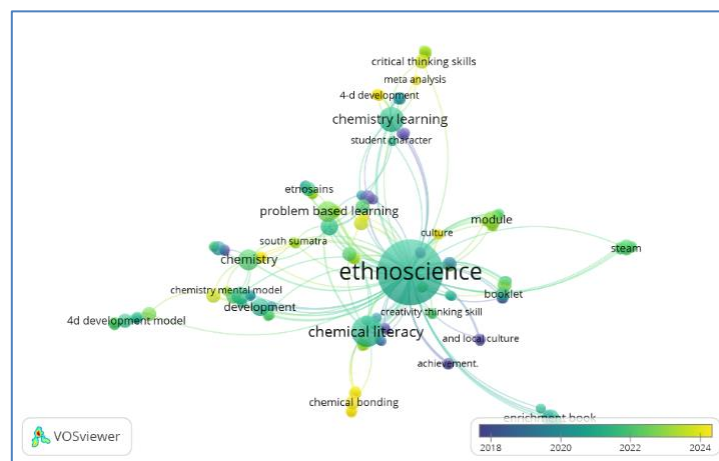 critical thinking skills
meta analysis
4-d development
chemistry learning
student character
etnosains
problem based learning
module
culture
south sumatra
steam
chemistry
ethnoscience
chemistry mental model
booklet
development
creativity thinking skill
4d development model
chemical literacy
and local culture
achievement.
chemical bonding
enrichment book
VOSviewer
2018 2020 2022 2024